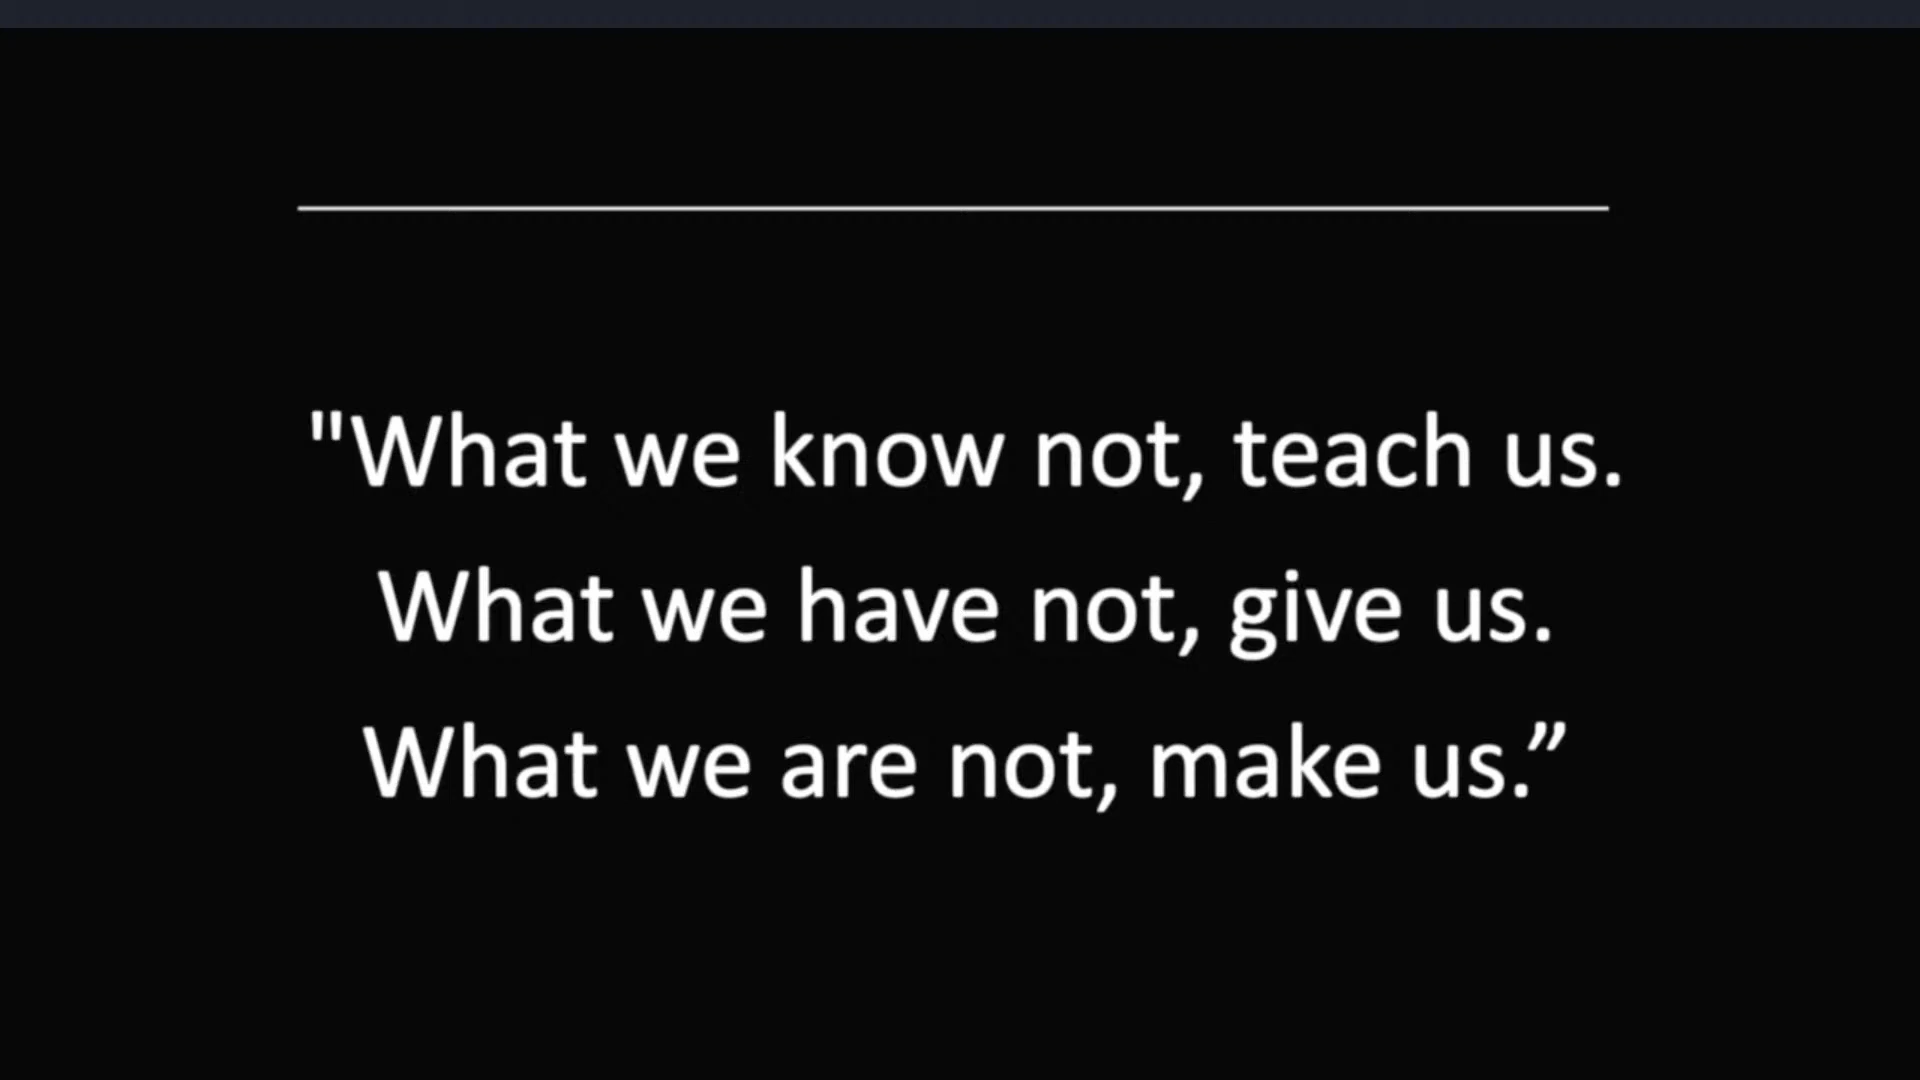 "What we know not, teach us.
What we have not, give us.
What we are not, make us.”